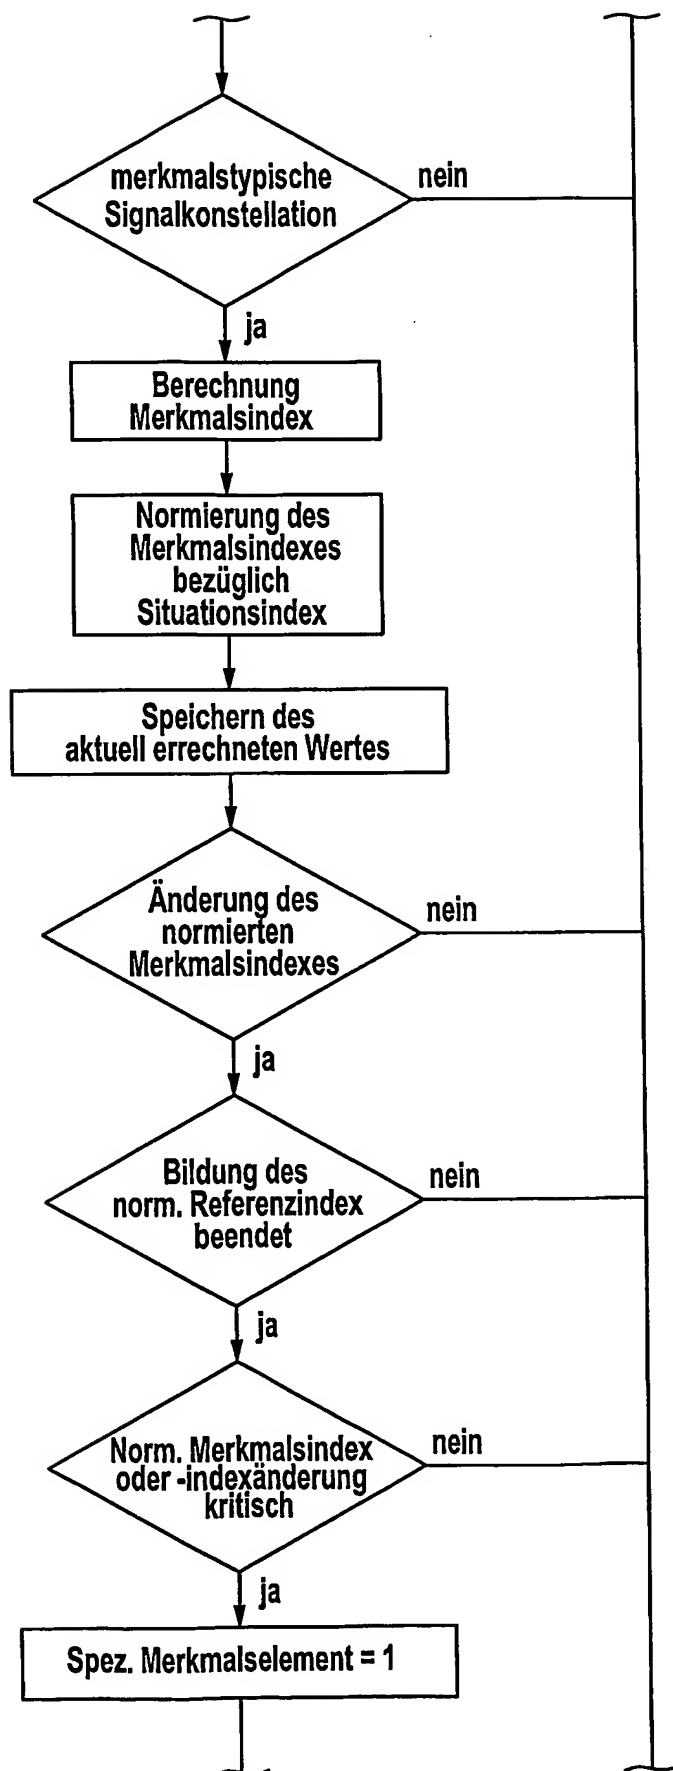 merkmalstypische
Signalkonstellation
nein
ja
Berechnung
Merkmalsindex
Normierung des
Merkmalsindexes
bezüglich
Situationsindex
Speichern des
aktuell errechneten Wertes
Änderung des
normierten
Merkmalsindexes
nein
ja
Bildung des
norm. Referenzindex
beendet
nein
ja
Norm. Merkmalsindex
oder -indexänderung
kritisch
nein
ja
Spez. Merkmalselement = 1